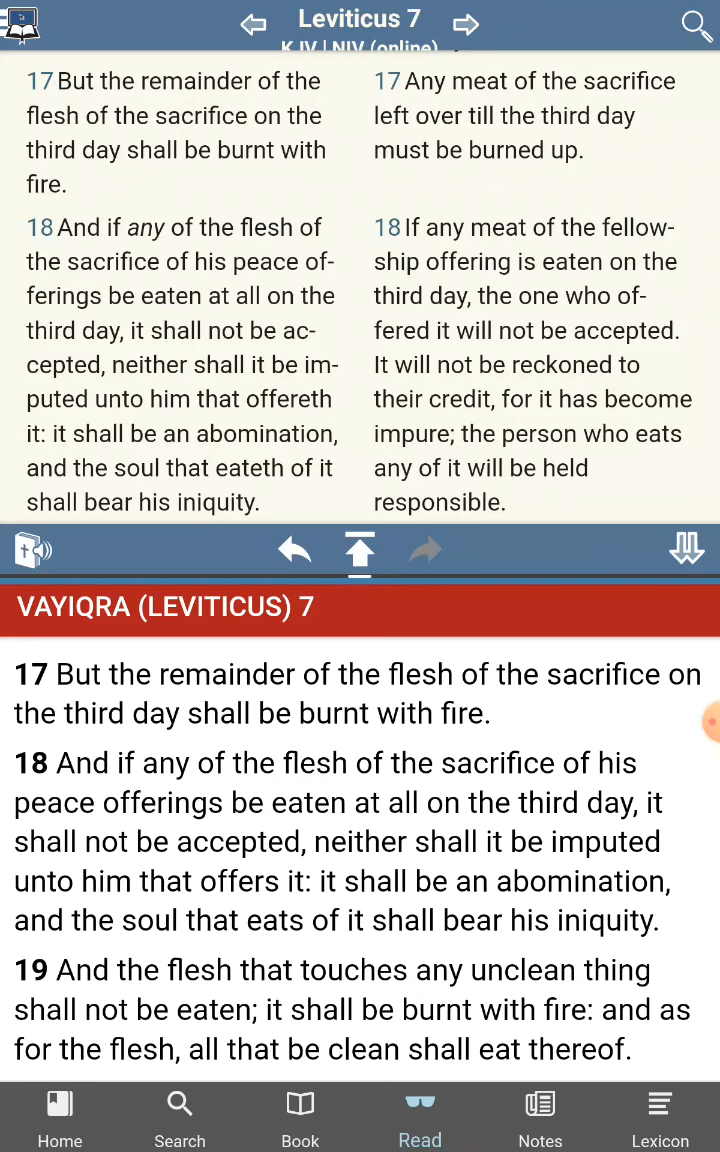 Leviticus 7
KJV | NIV (online)
17 But the remainder of the
flesh of the sacrifice on the
third day shall be burnt with
fire.
18 And if any of the flesh of
the sacrifice of his peace of-
ferings be eaten at all on the
third day, it shall not be ac-
cepted, neither shall it be im-
puted unto him that offereth
it: it shall be an abomination,
and the soul that eateth of it
shall bear his iniquity.
17 Any meat of the sacrifice
left over till the third day
must be burned up.
18 If any meat of the fellow-
ship offering is eaten on the
third day, the one who of-
fered it will not be accepted.
It will not be reckoned to
their credit, for it has become
impure; the person who eats
any of it will be held
responsible.
VAYIQRA (LEVITICUS) 7
17 But the remainder of the flesh of the sacrifice on
the third day shall be burnt with fire.
18 And if any of the flesh of the sacrifice of his
peace offerings be eaten at all on the third day, it
shall not be accepted, neither shall it be imputed
unto him that offers it: it shall be an abomination,
and the soul that eats of it shall bear his iniquity.
19 And the flesh that touches any unclean thing
shall not be eaten; it shall be burnt with fire: and as
for the flesh, all that be clean shall eat thereof.
Home
Search
Book
Read
Notes
Lexicon